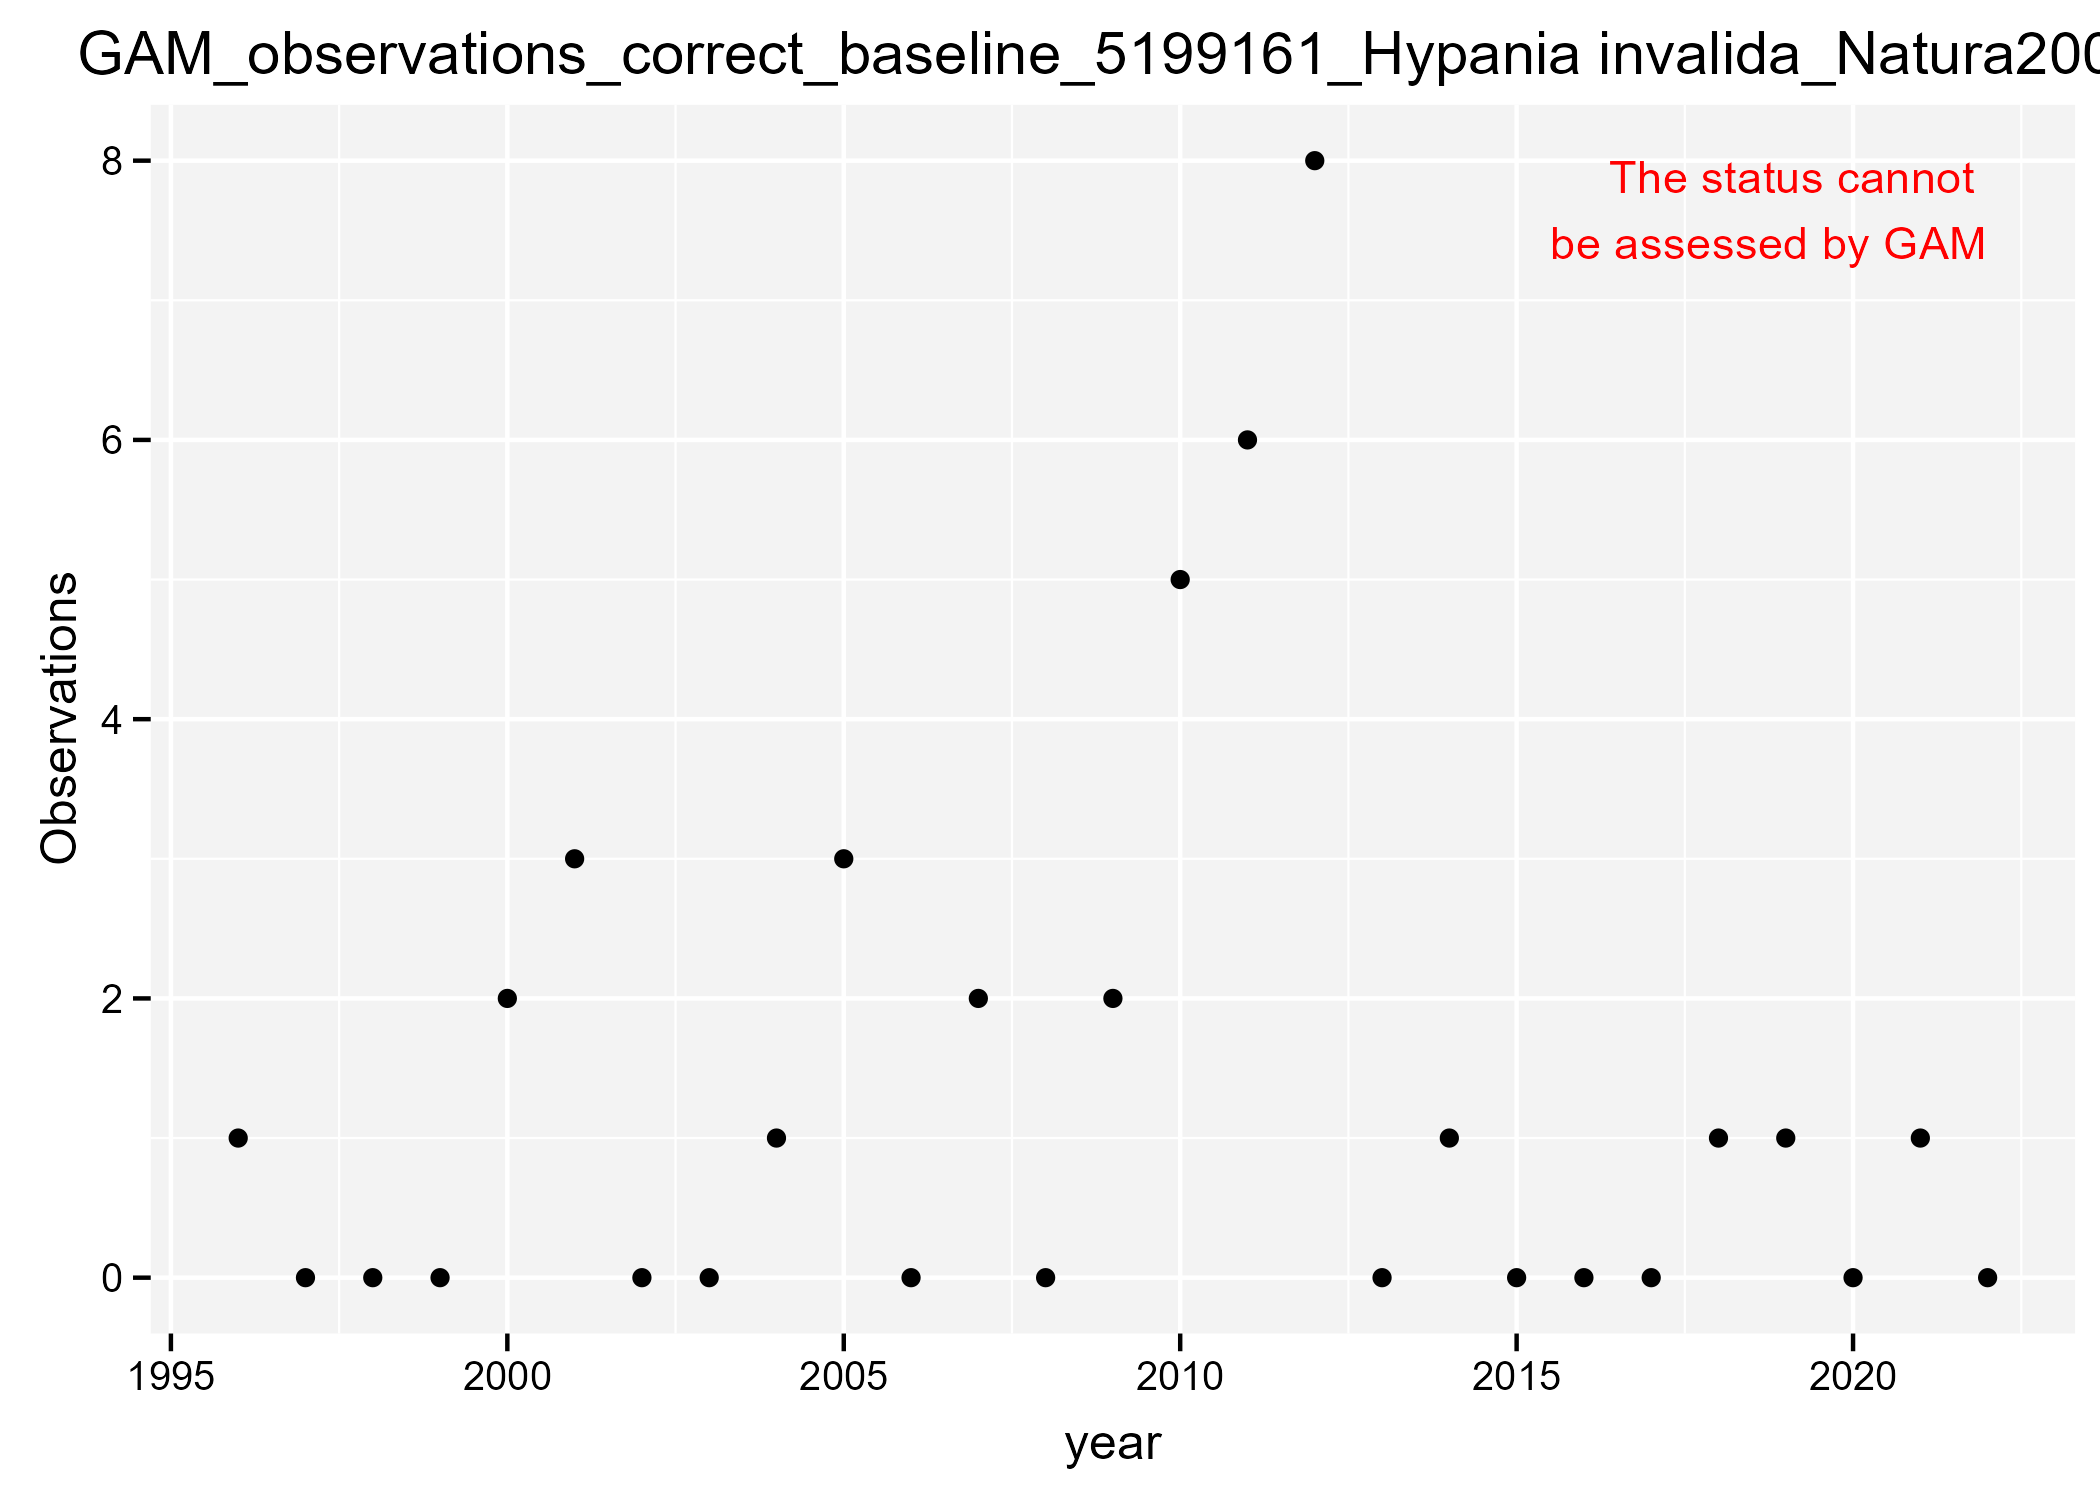 GAM_observations_correct_baseline_5199161_Hypania invalida_Natura200
8
The status cannot
be assessed by GAM
6
4
2
0
Observations
1995 2000 2005 2010 2015 2020
year